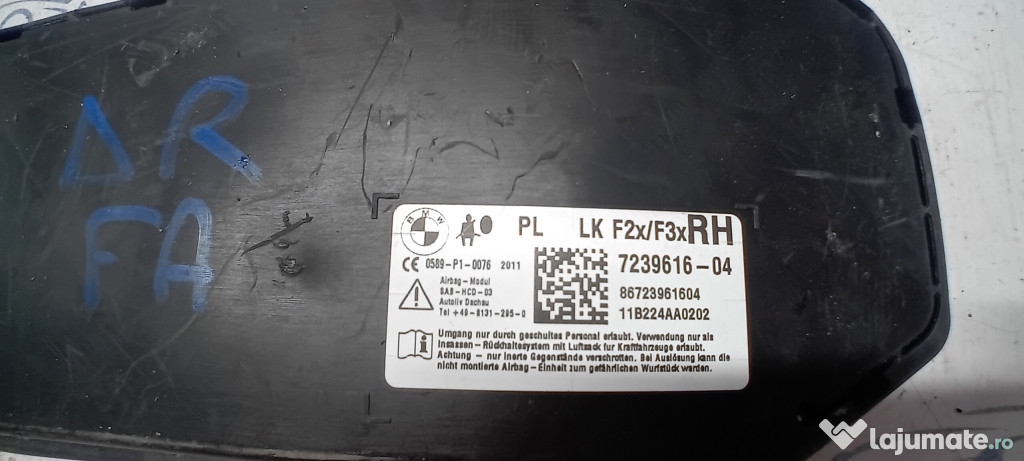 ΔR
FA
BMW
PL LK F2x/F3x RH
CE 0589-P1-0076 2011
7239616-04
Airbag-Modul
SAB-HCD-03
Autoliv Dachau
Tel +49-8131-295-0
86723961604
11B224AA0202
Umgang nur durch geschultes Personal erlaubt. Verwendung nur als
Insassen-Rückhaltesystem mit Luftsack für Kraftfahrzeuge erlaubt.
Achtung - nur inerte Gegenstände verschrotten. Bei Auslösung kann die
nicht montierte Airbag-Einheit zum gefährlichen Wurfstück warden.
lajumate.ro